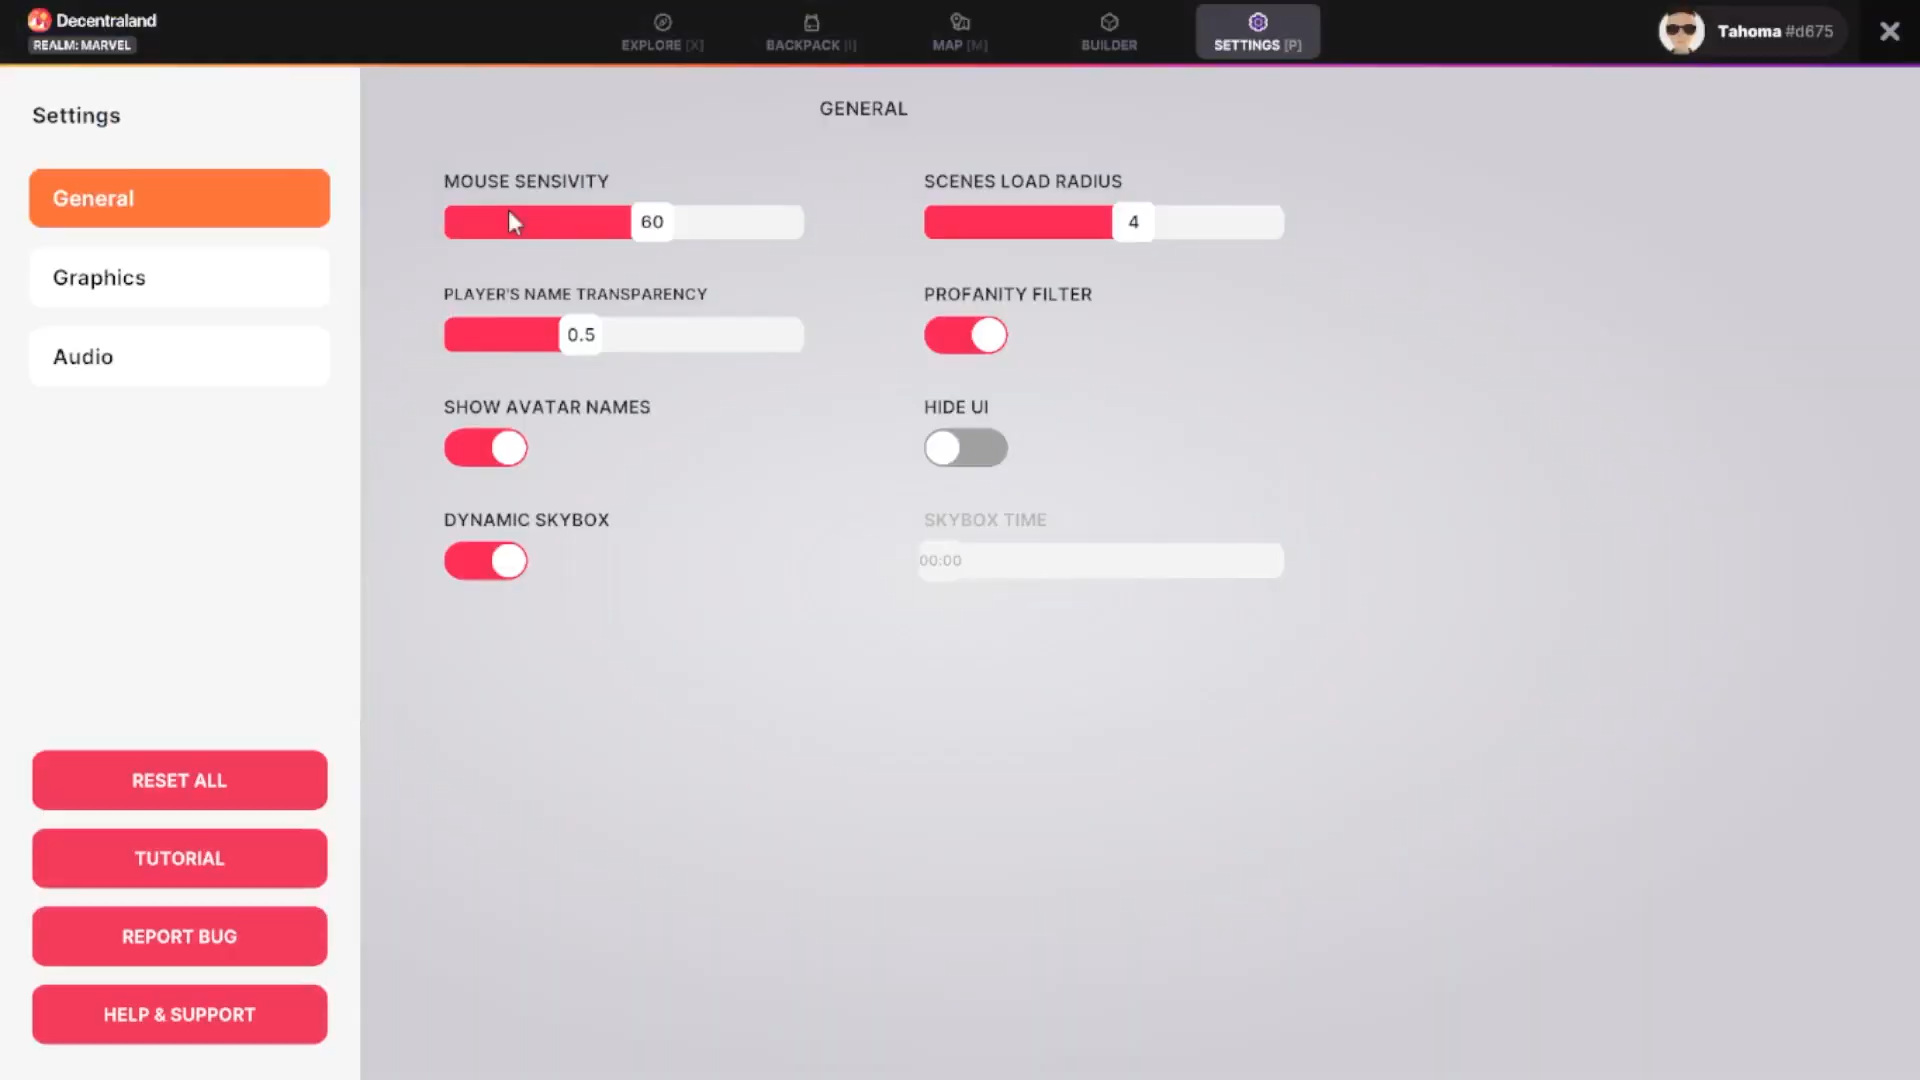 Decentraland
REALM: MARVEL
EXPLORE [X]
BACKPACK [I]
MAP [M]
BUILDER
SETTINGS [P]
Tahoma #d675
Settings
General
Graphics
Audio
RESET ALL
TUTORIAL
REPORT BUG
HELP & SUPPORT
GENERAL
MOUSE SENSIVITY
60
SCENES LOAD RADIUS
4
PLAYER'S NAME TRANSPARENCY
0.5
PROFANITY FILTER
SHOW AVATAR NAMES
HIDE UI
DYNAMIC SKYBOX
SKYBOX TIME
00:00